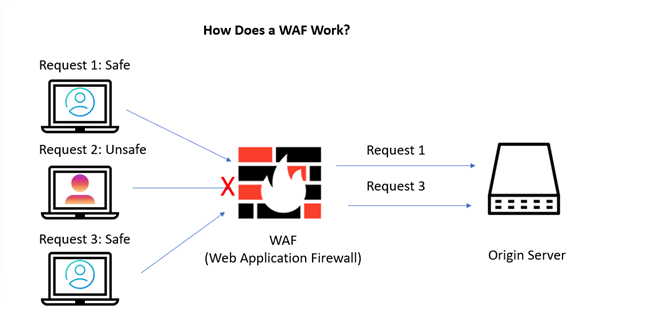 How Does a WAF Work?
Request 1: Safe
Request 2: Unsafe
Request 3: Safe
X
WAF
(Web Application Firewall)
Request 1
Request 3
Origin Server